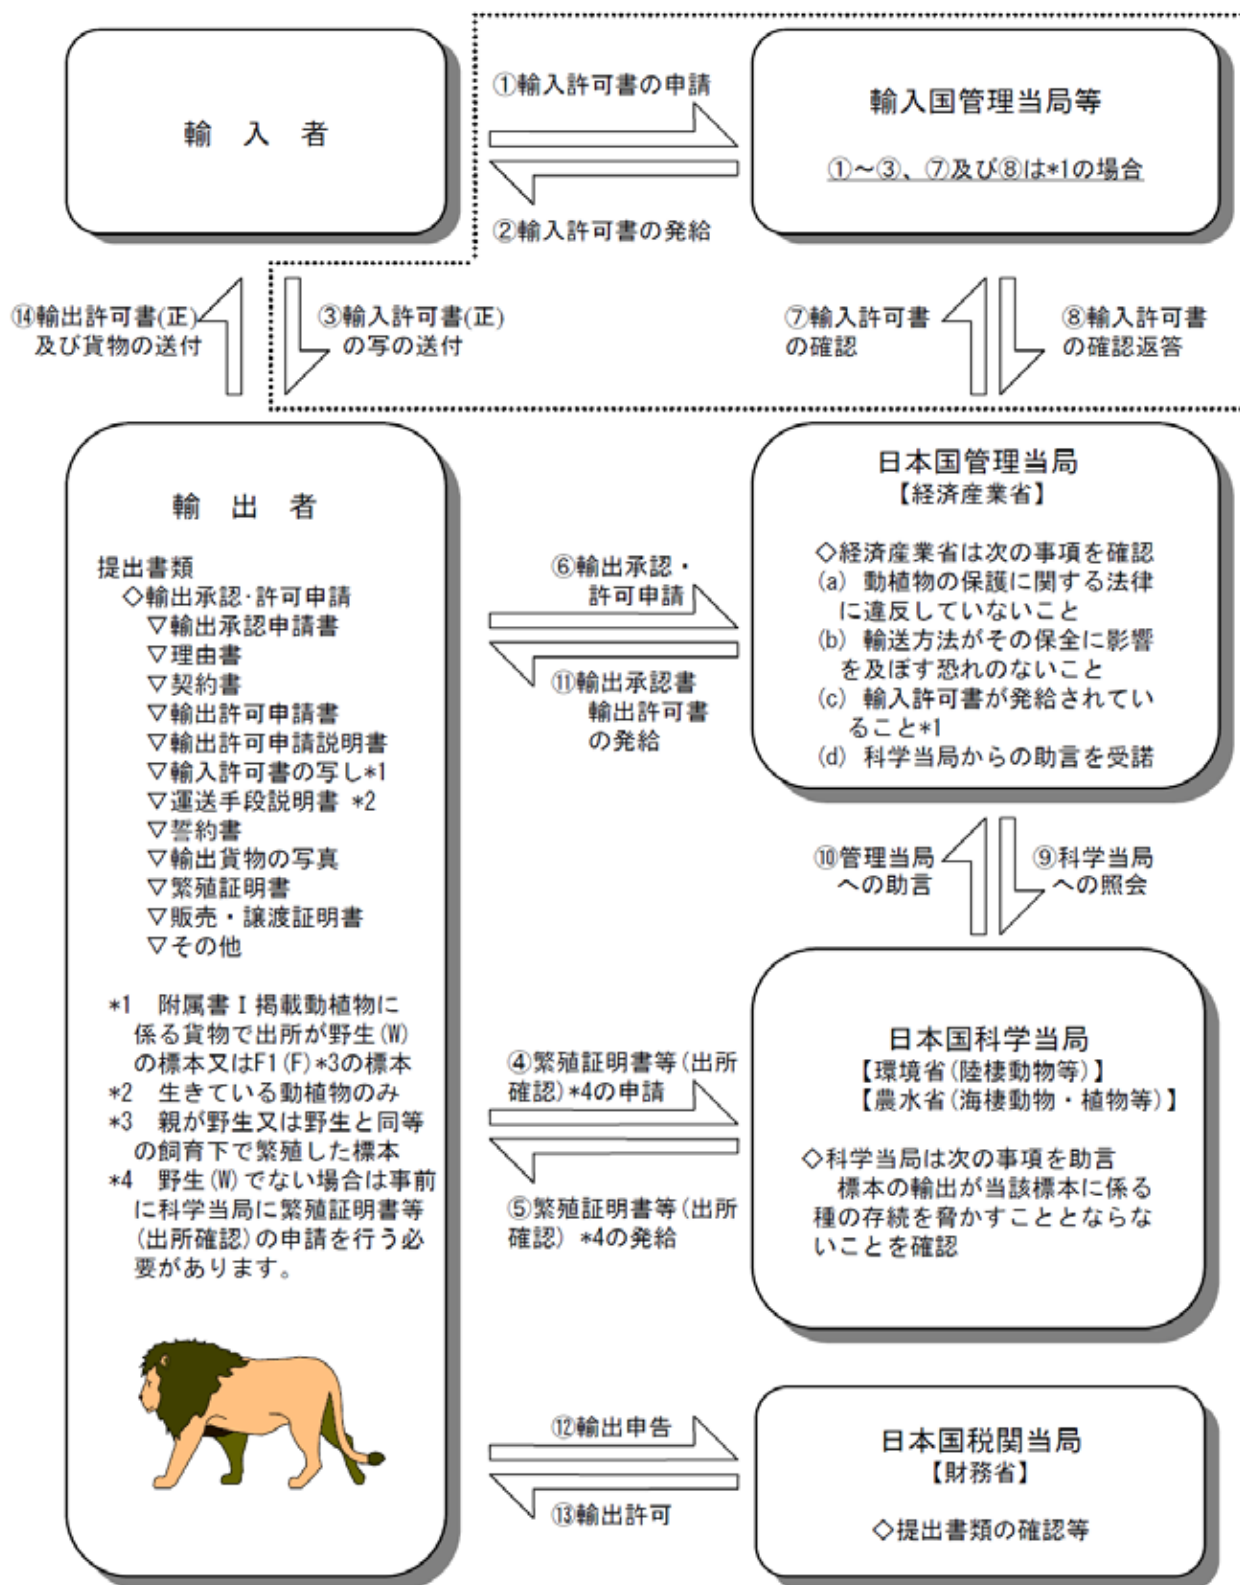 輸 入 者
①輸入許可書の申請
②輸入許可書の発給
輸入国管理当局等
①～③、⑦及び⑧は*1の場合
⑭輸出許可書(正)
及び貨物の送付
③輸入許可書(正)
の写の送付
⑦輸入許可書
の確認
⑧輸入許可書
の確認返答
輸 出 者
提出書類
◇輸出承認･許可申請
▽輸出承認申請書
▽理由書
▽契約書
▽輸出許可申請書
▽輸出許可申請説明書
▽輸入許可書の写し*1
▽運送手段説明書 *2
▽誓約書
▽輸出貨物の写真
▽繁殖証明書
▽販売・譲渡証明書
▽その他
*1 附属書Ⅰ掲載動植物に
係る貨物で出所が野生(W)
の標本又はF1(F)*3の標本
*2 生きている動植物のみ
*3 親が野生又は野生と同等
の飼育下で繁殖した標本
*4 野生(W)でない場合は事前
に科学当局に繁殖証明書等
(出所確認)の申請を行う必
要があります。
⑥輸出承認・
許可申請
⑪輸出承認書
輸出許可書
の発給
日本国管理当局
【経済産業省】
◇経済産業省は次の事項を確認
(a) 動植物の保護に関する法律
に違反していないこと
(b) 輸送方法がその保全に影響
を及ぼす恐れのないこと
(c) 輸入許可書が発給されてい
ること*1
(d) 科学当局からの助言を受諾
⑩管理当局
への助言
⑨科学当局
への照会
④繁殖証明書等(出所
確認)*4の申請
⑤繁殖証明書等(出所
確認) *4の発給
日本国科学当局
【環境省(陸棲動物等)】
【農水省(海棲動物・植物等)】
◇科学当局は次の事項を助言
標本の輸出が当該標本に係る
種の存続を脅かすこととならな
いことを確認
⑫輸出申告
⑬輸出許可
日本国税関当局
【財務省】
◇提出書類の確認等